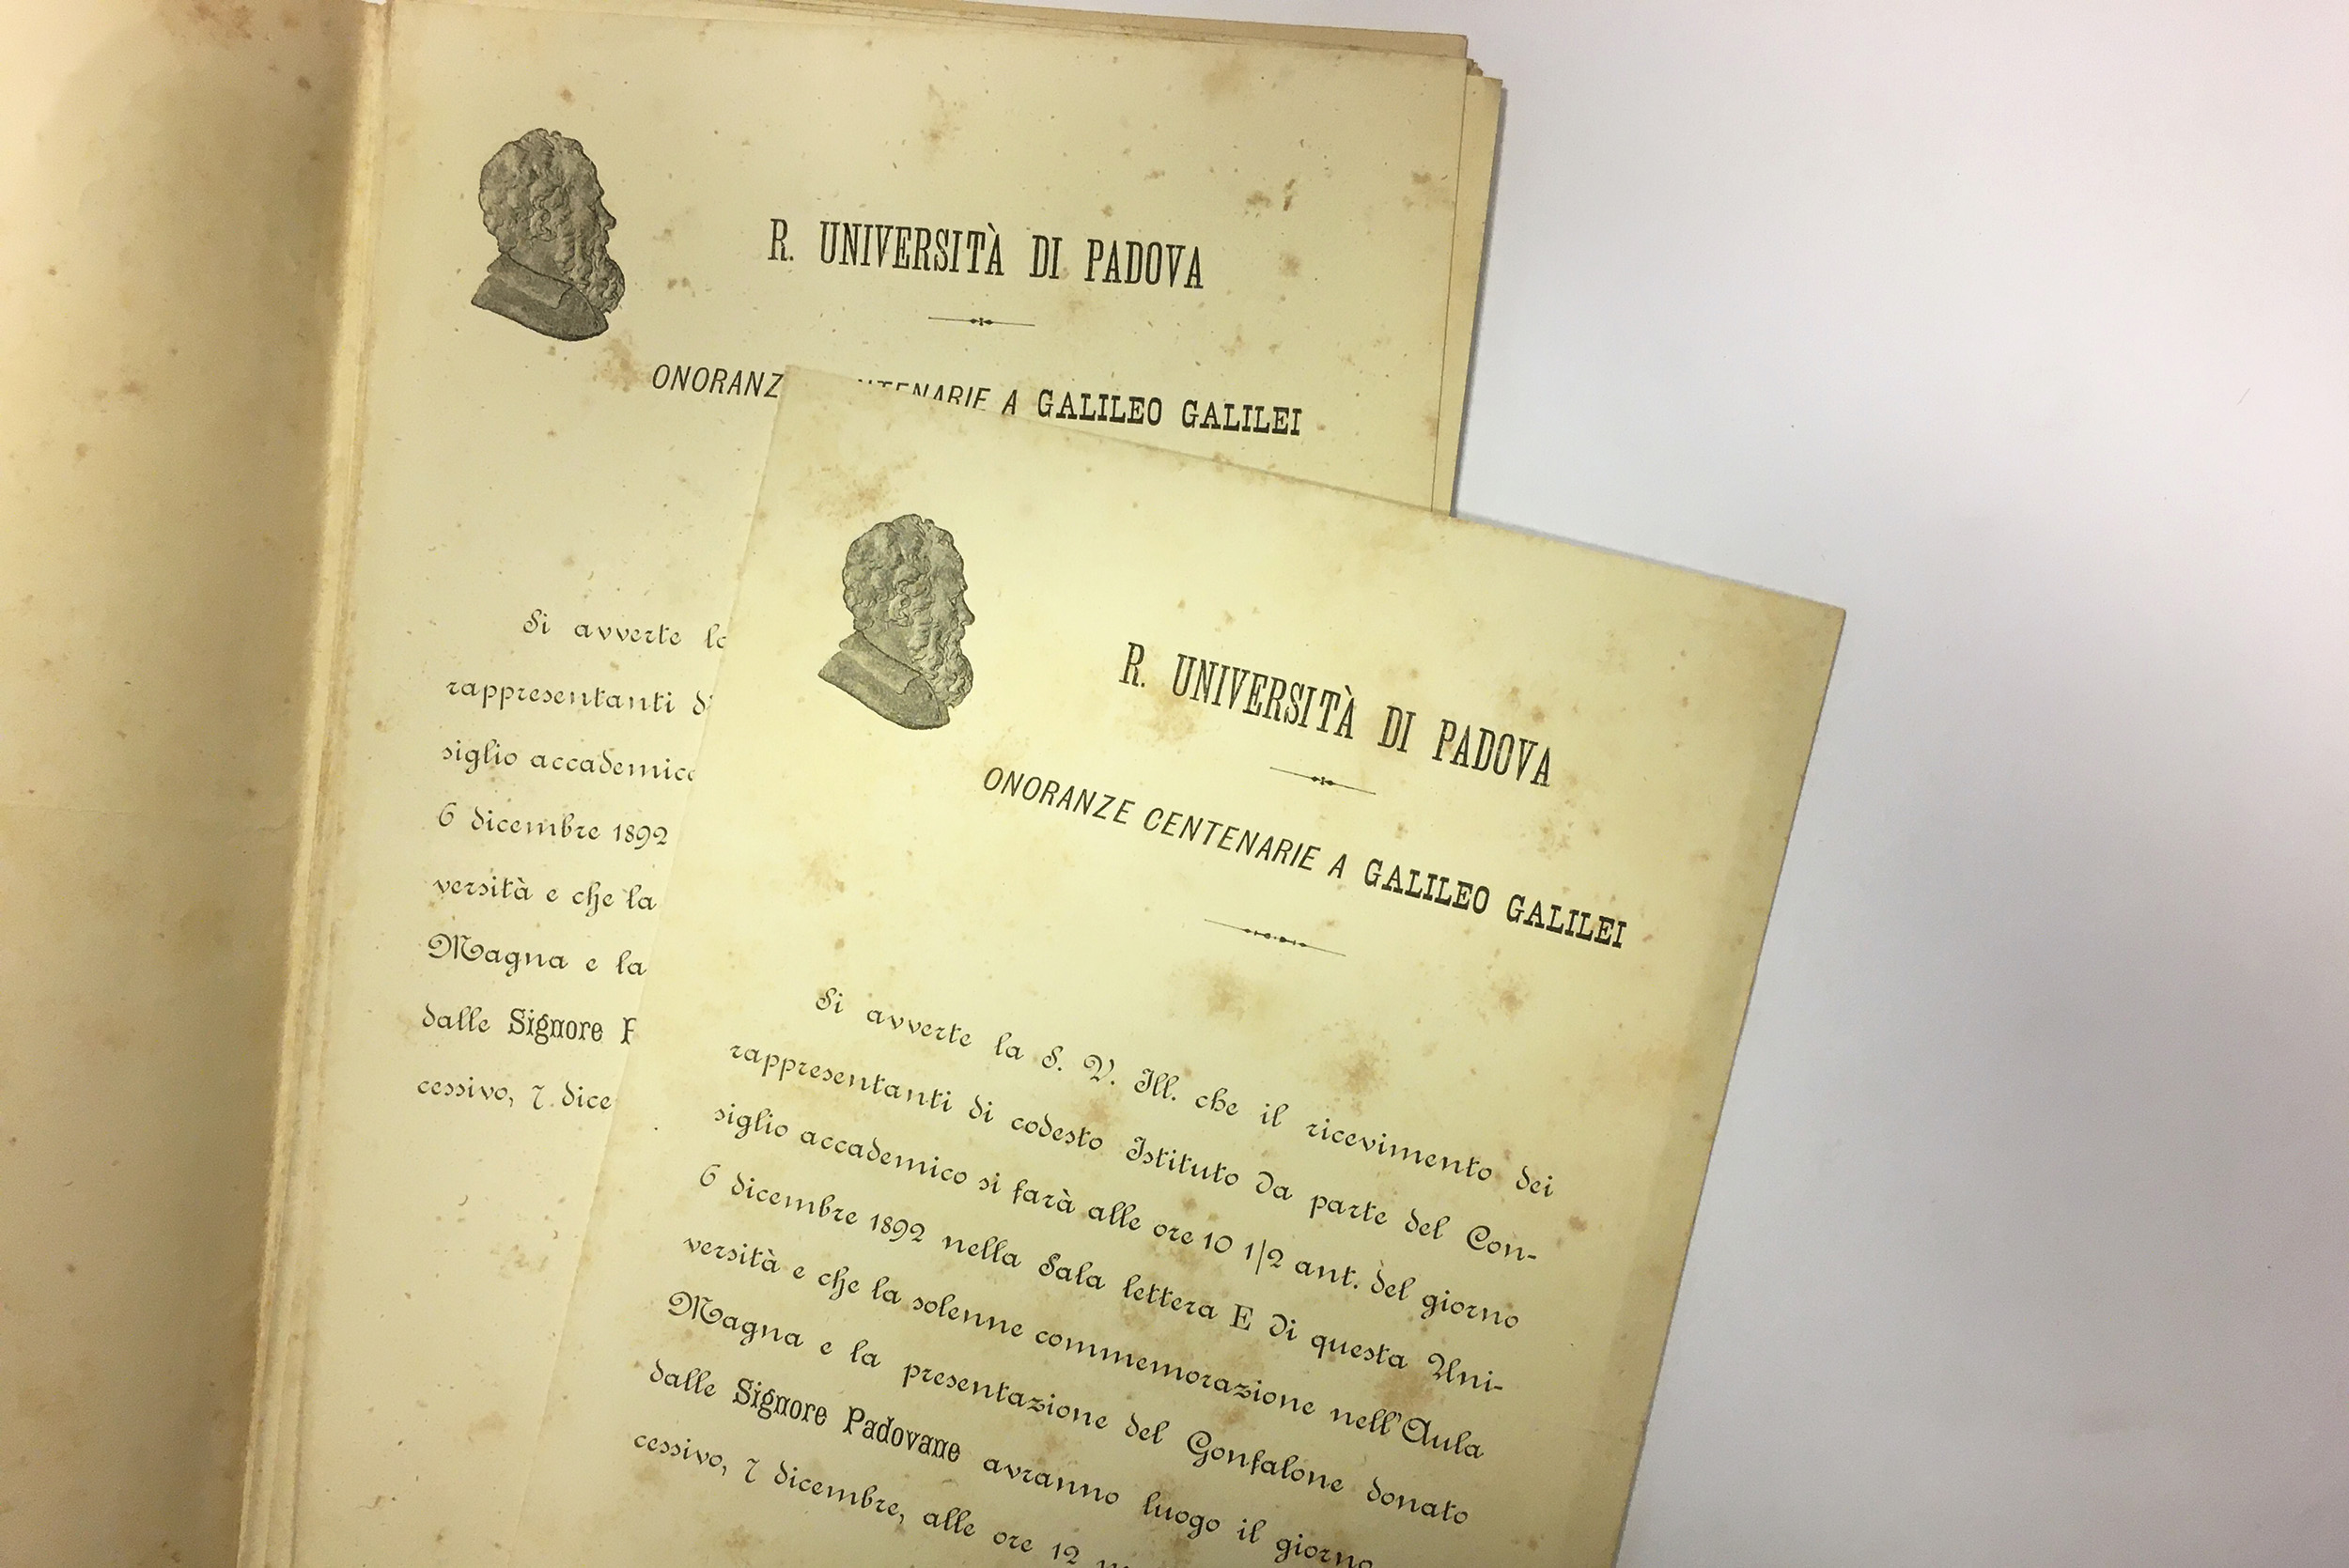 R. UNIVERSITÀ DI PADOVA
A GALILEO GALILEI
Si avverte
rappresentanti
siglio
6 dicembre 1892
versità e che la
Magna e la
dalle Signore
cessivo, 7 dice
R. UNIVERSITÀ DI PADOVA
ONORANZE CENTENARIE A GALILEO GALILEI
Si avverte la S. V. Ill. che il ricevimento dei
rappresentanti di codesto Istituto da parte del Con-
siglio accademico si farà alle ore 10 1/2 ant. del giorno
6 dicembre 1892 nella Sala lettera E di questa Uni-
versità e che la solenne commemorazione nell'Aula
Magna e la presentazione del Gonfalone donato
dalle Signore Padovane avranno luogo il giorno
cessivo, 7 dicembre, alle ore 12